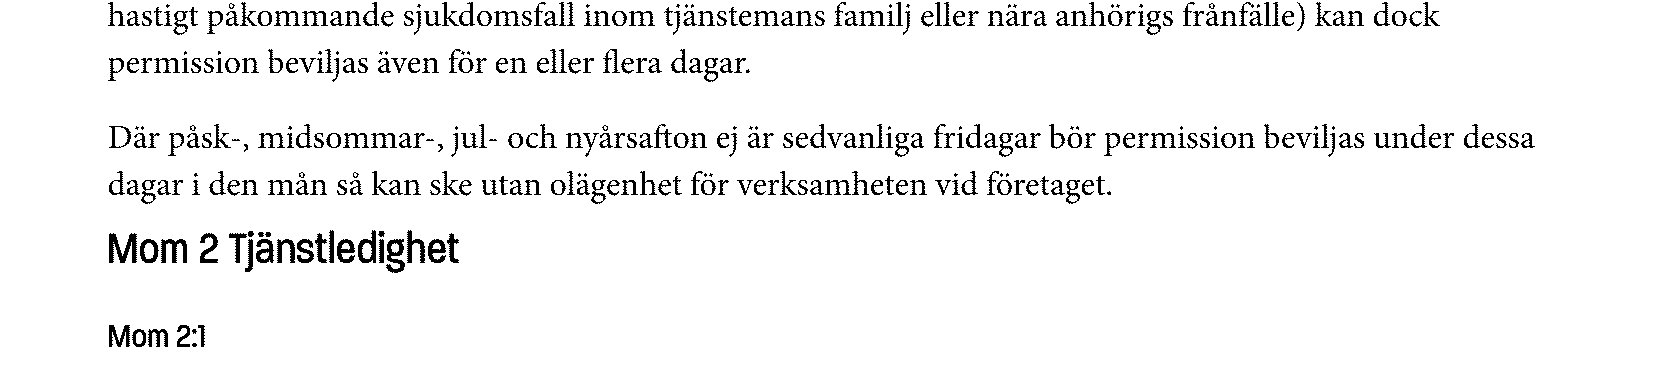 hastigt påkommande sjukdomsfall inom tjänstemans familj eller nära anhörigs frånfälle) kan dock
permission beviljas även för en eller flera dagar.
Där påsk-, midsommar-, jul- och nyårsafton ej är sedvanliga fridagar bör permission beviljas under dessa
dagar i den mån så kan ske utan olägenhet för verksamheten vid företaget.
Mom 2 Tjänstledighet
Mom 2:1